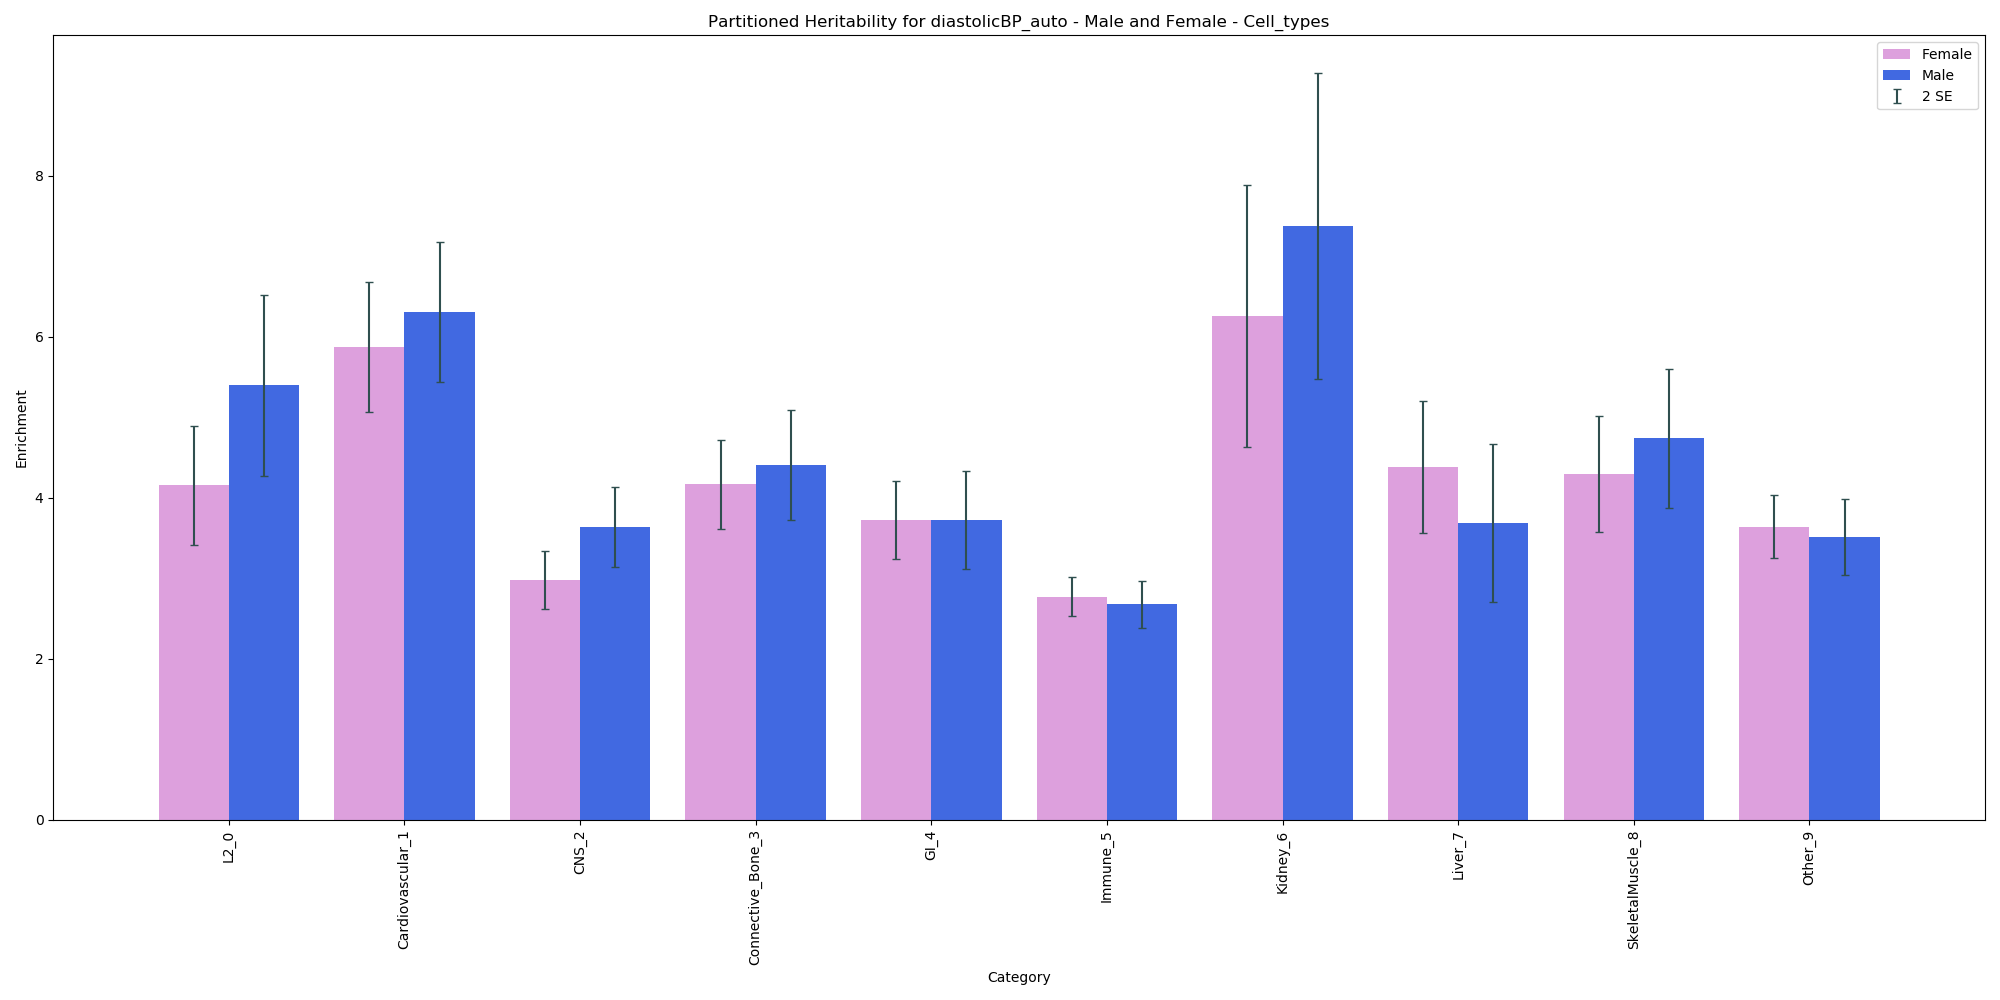 Partitioned Heritability for diastolicBP_auto - Male and Female - Cell_types
Female
Male
2 SE
Enrichment
8
6
4
2
0
L2_0
Cardiovascular_1
CNS_2
Connective_Bone_3
GI_4
Immune_5
Kidney_6
Liver_7
SkeletalMuscle_8
Other_9
Category